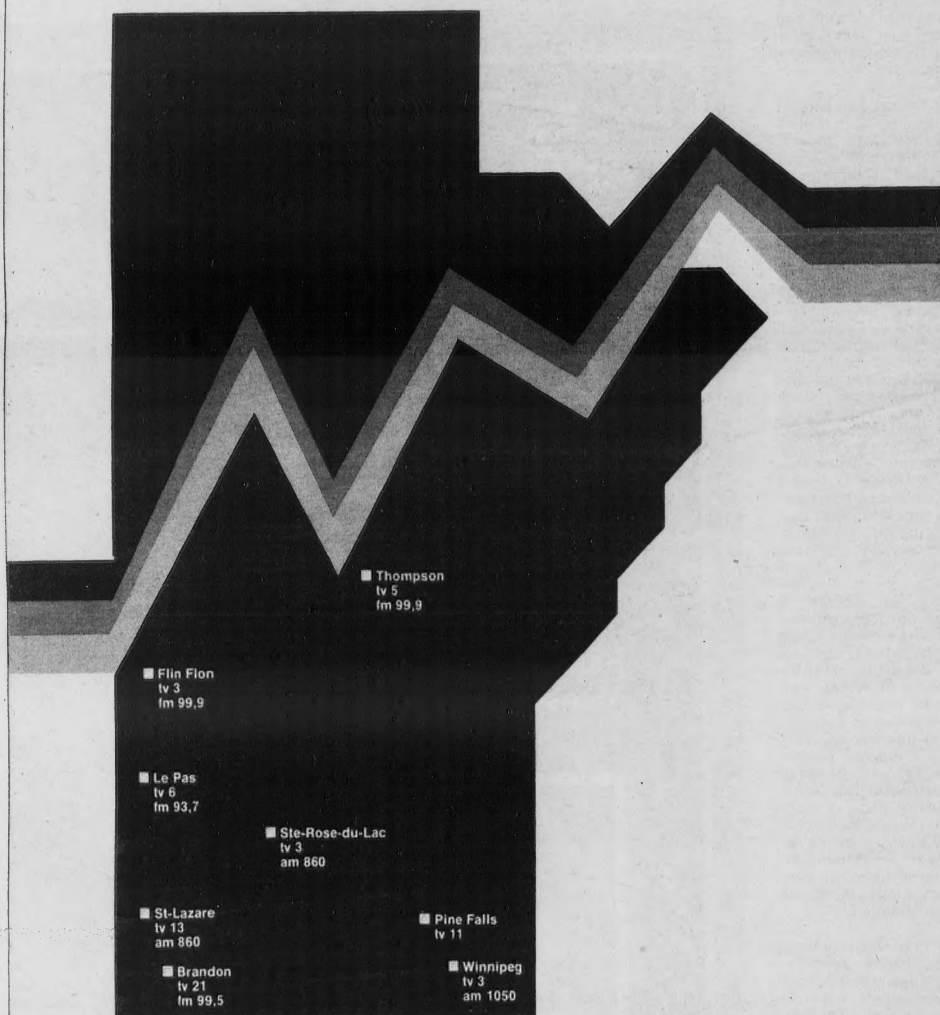 Thompson
tv 5
fm 99,9
Flin Flon
tv 3
fm 99,9
Le Pas
tv 6
fm 93,7
Ste-Rose-du-Lac
tv 3
am 860
St-Lazare
tv 13
am 860
Pine Falls
tv 11
Brandon
tv 21
fm 99,5
Winnipeg
tv 3
am 1050